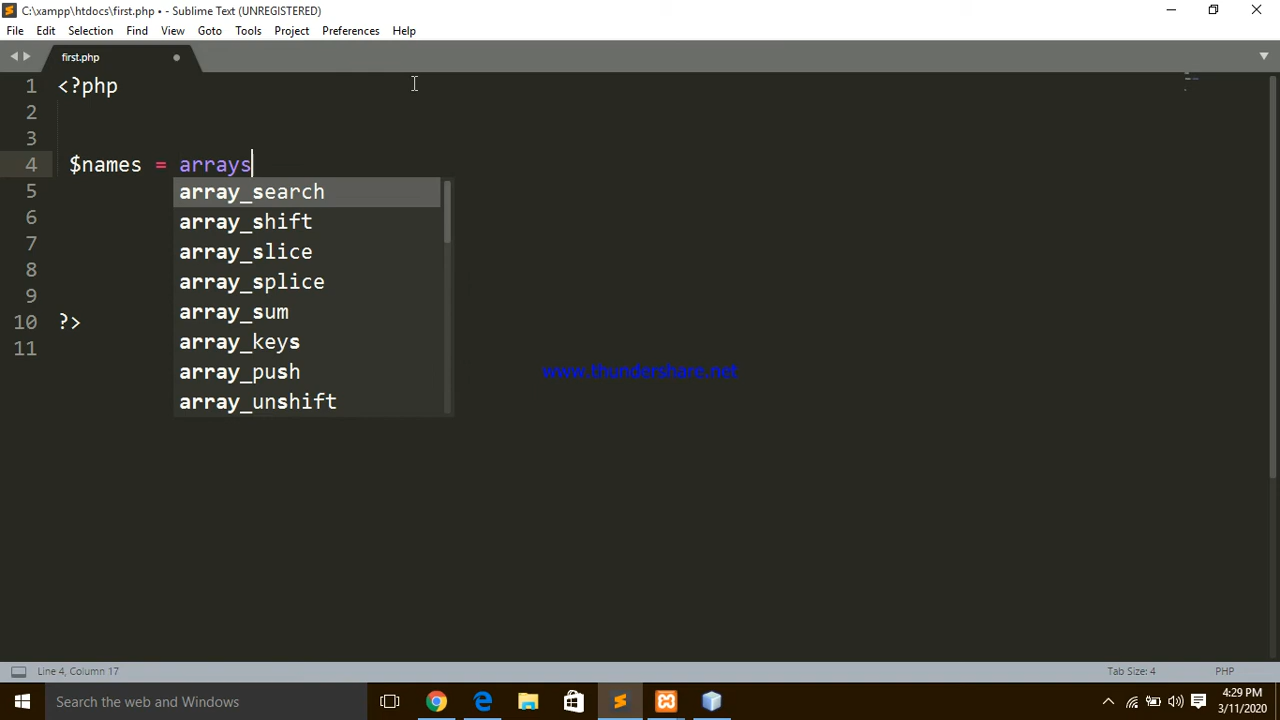 C:\xampp\htdocs\first.php • - Sublime Text (UNREGISTERED)
File Edit Selection Find View Goto Tools Project Preferences Help
first.php
1 <?php
2
3
4 $names = arrays
array_search
5
array_shift
6
array_slice
7
array_splice
8
array_sum
9
10 ?>
array_keys
11
array_push
www.thundershare.net
array_unshift
Line 4, Column 17
Tab Size: 4
PHP
Search the web and Windows
4:29 PM
3/11/2020